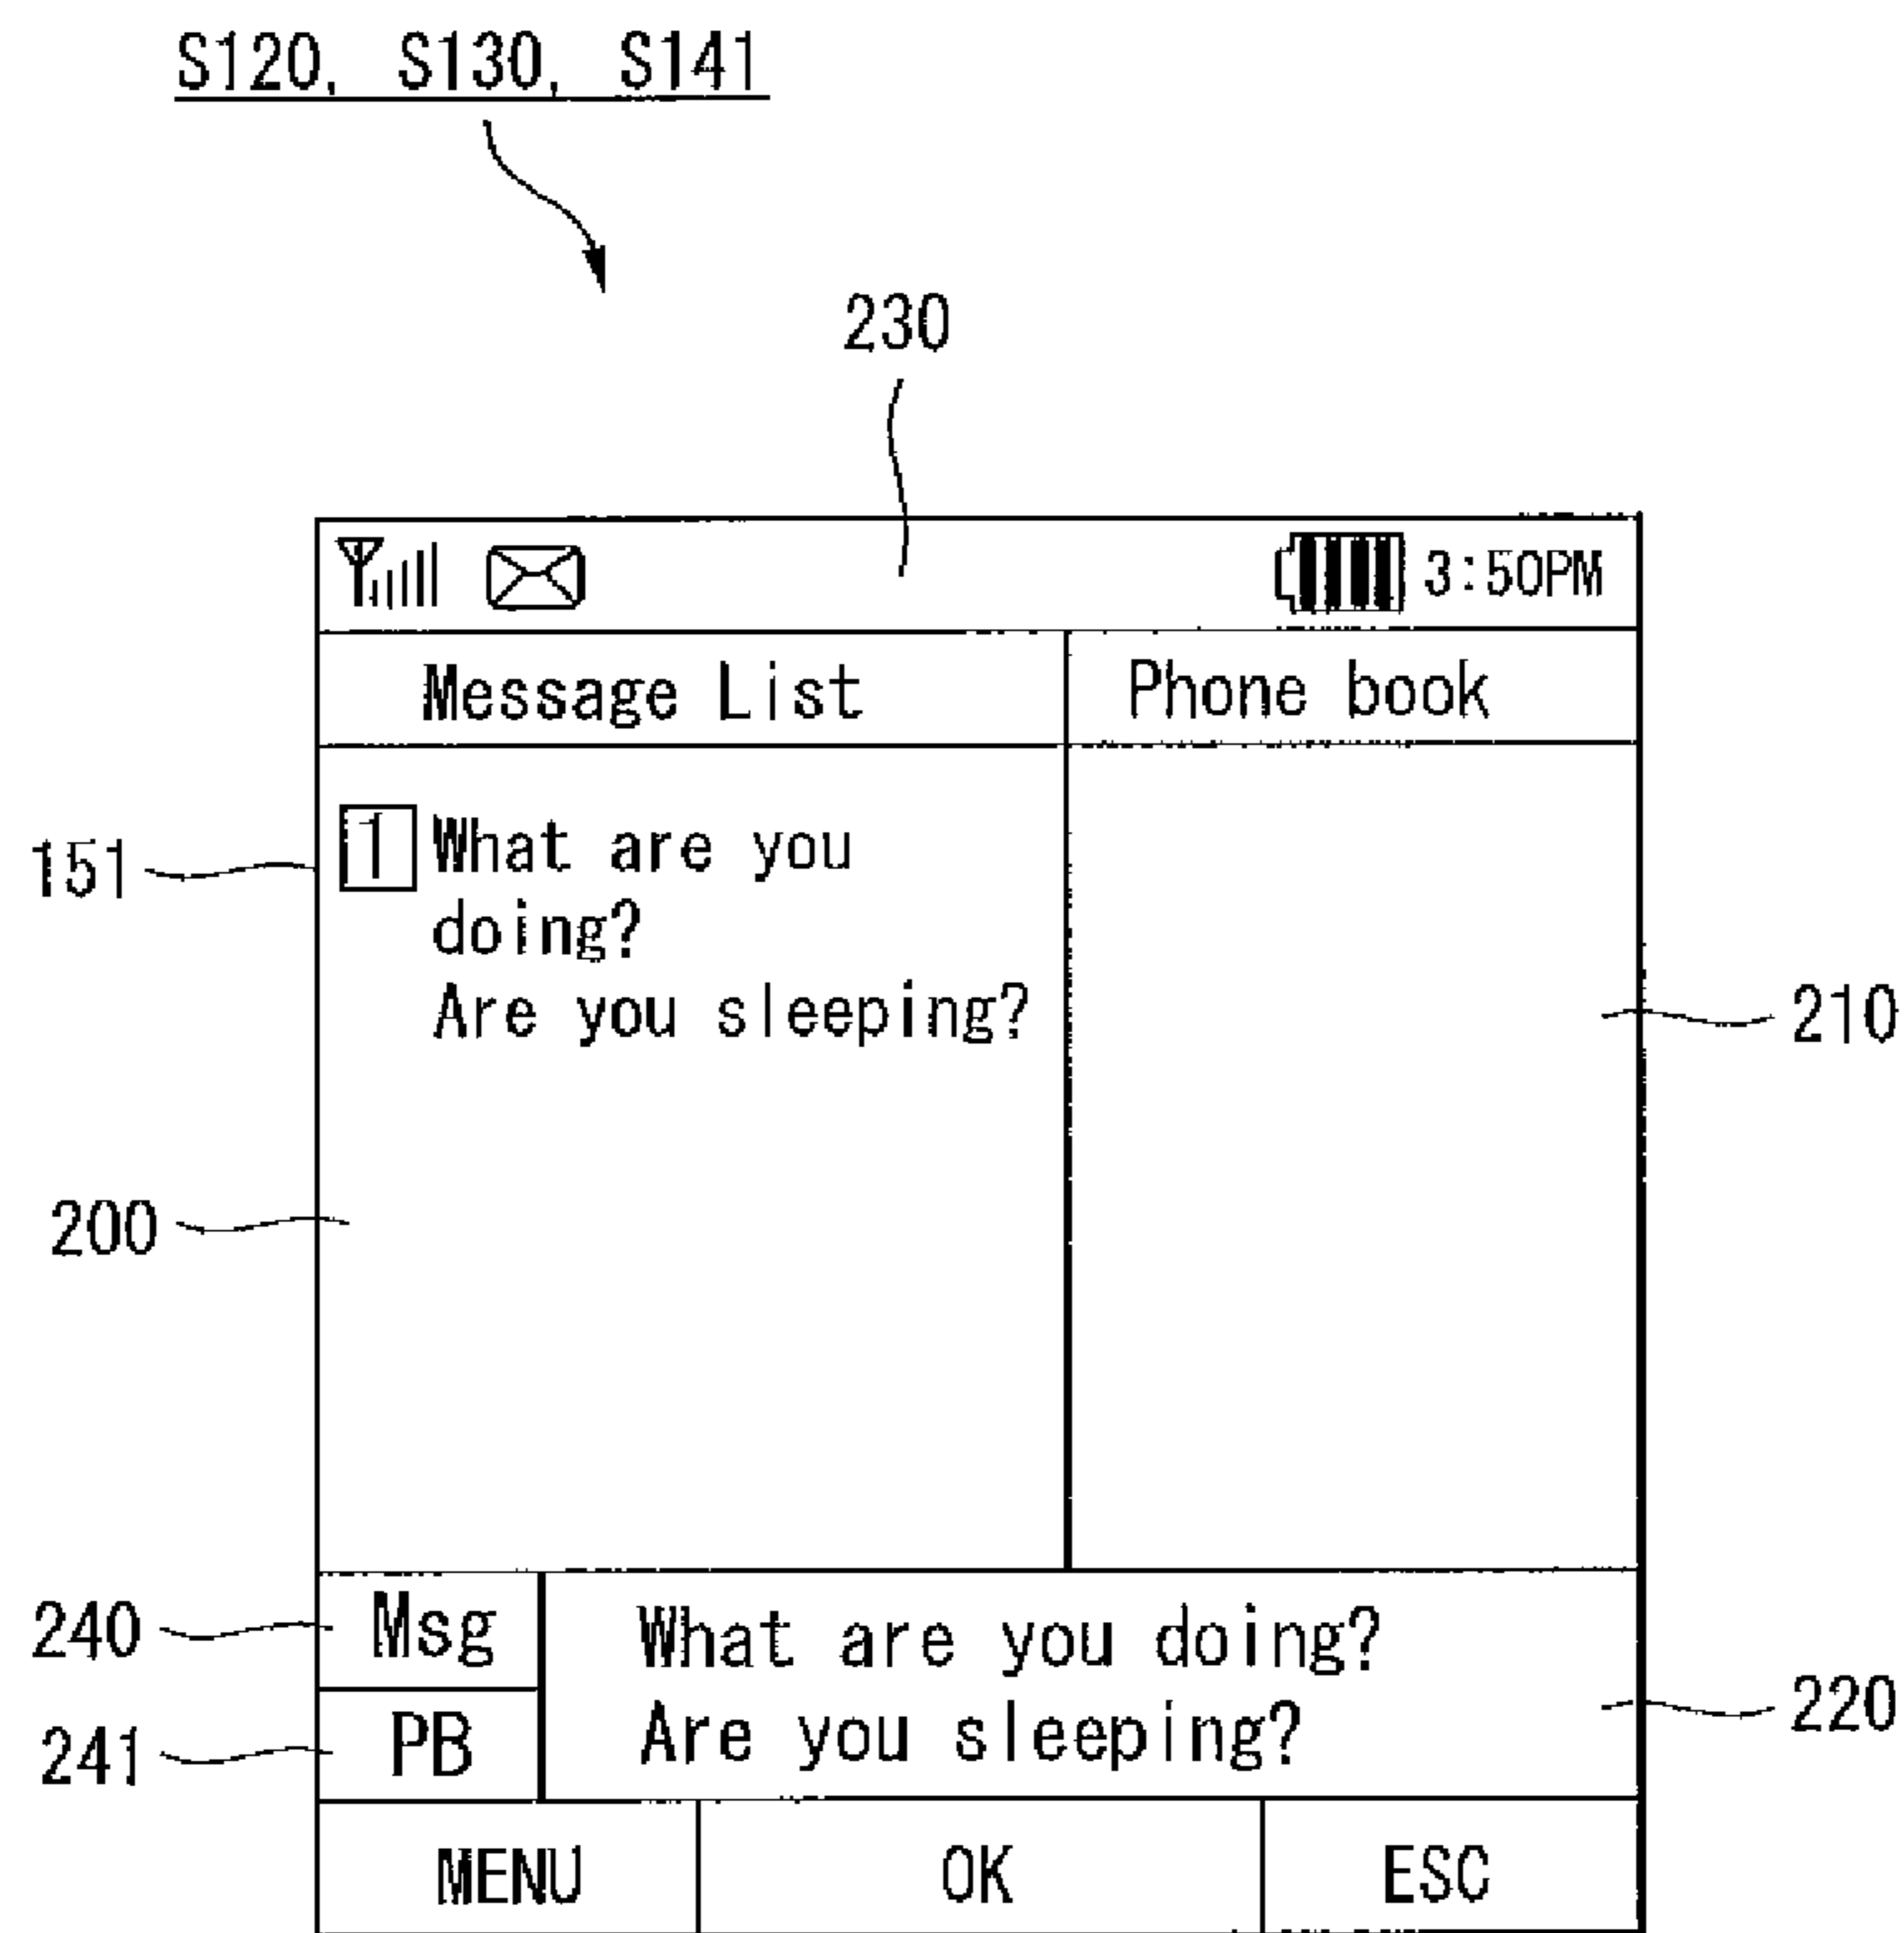 S120, S130, S141
230
3:50PM
Message List Phone book
151
1 What are you
doing?
Are you sleeping?
210
200
240
Msg
What are you doing?
Are you sleeping?
220
241
PB
MENU OK ESC